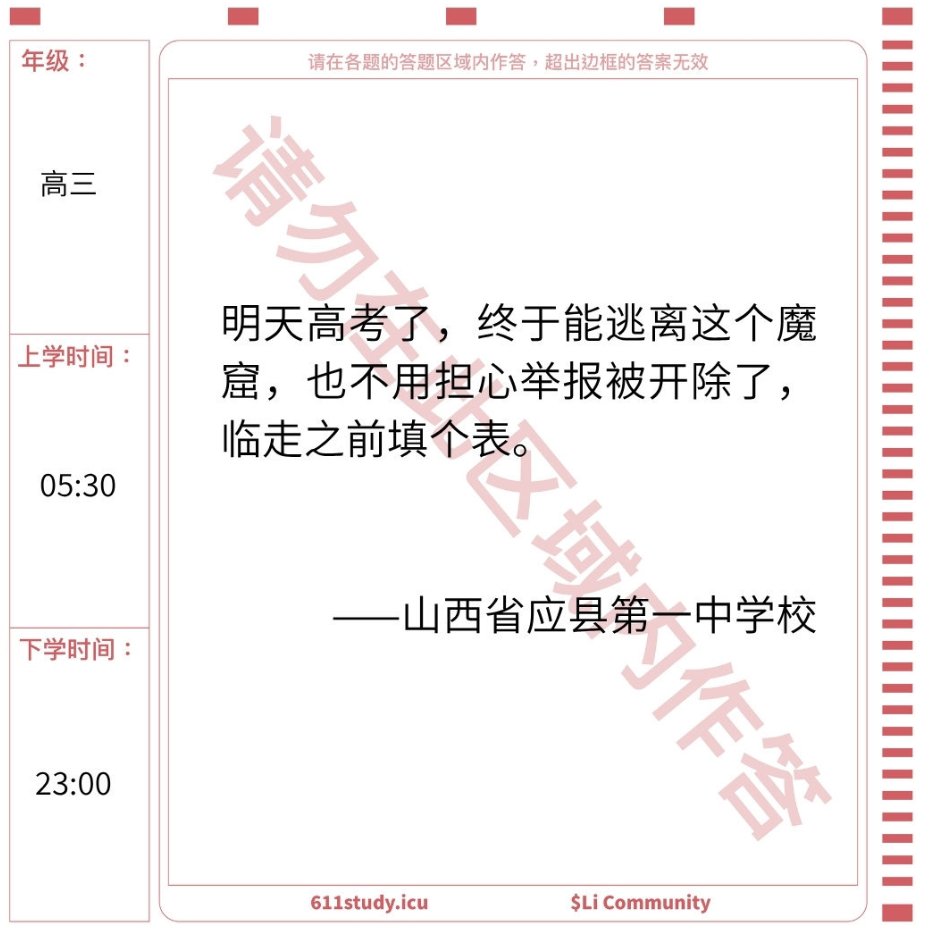 请在各题的答题区域内作答，超出边框的答案无效
年级：
高三
上学时间：
05:30
下学时间：
23:00
请勿在此区域内作答
明天高考了，终于能逃离这个魔
窟，也不用担心举报被开除了，
临走之前填个表。
——山西省应县第一中学校
611study.icu
$Li Community